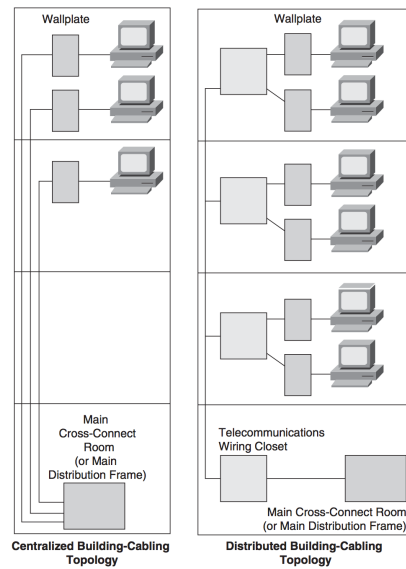 Wallplate
Main
Cross-Connect
Room
(or Main
Distribution Frame)
Centralized Building-Cabling
Topology
Wallplate
Telecommunications
Wiring Closet
Main Cross-Connect Room
(or Main Distribution Frame)
Distributed Building-Cabling
Topology